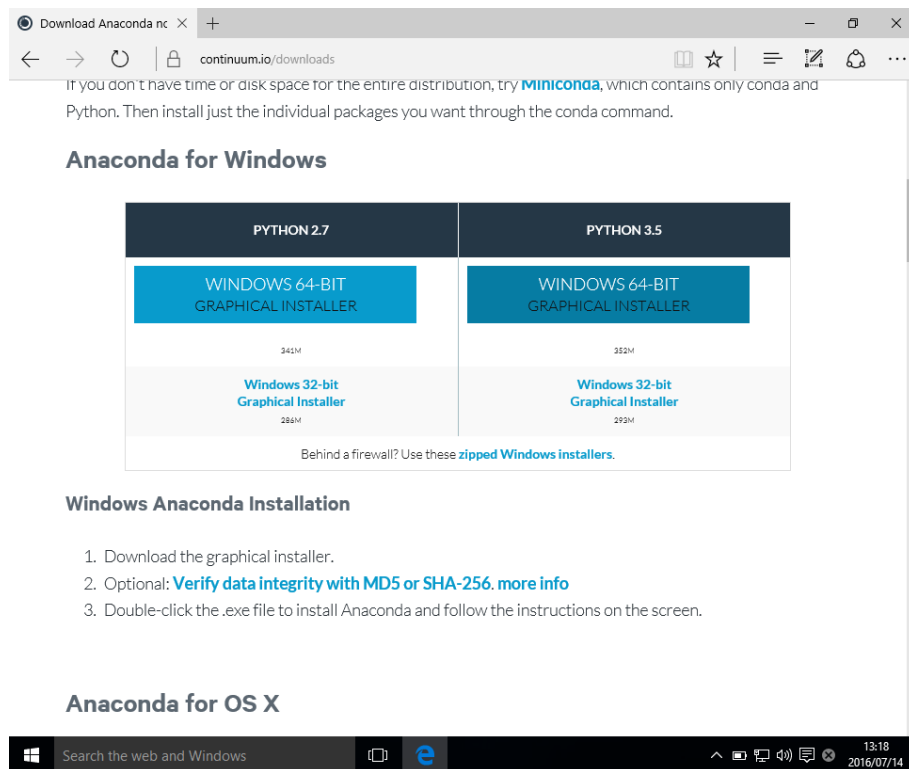 Download Anaconda nc
continuum.io/downloads
If you don't have time or disk space for the entire distribution, try Miniconda, which contains only conda and
Python. Then install just the individual packages you want through the conda command.
Anaconda for Windows
PYTHON 2.7
PYTHON 3.5
WINDOWS 64-BIT
GRAPHICAL INSTALLER
WINDOWS 64-BIT
GRAPHICAL INSTALLER
341M
352M
Windows 32-bit
Graphical Installer
286M
Windows 32-bit
Graphical Installer
293M
Behind a firewall? Use these zipped Windows installers.
Windows Anaconda Installation
1. Download the graphical installer.
2. Optional: Verify data integrity with MD5 or SHA-256. more info
3. Double-click the .exe file to install Anaconda and follow the instructions on the screen.
Anaconda for OS X
Search the web and Windows
13:18
2016/07/14